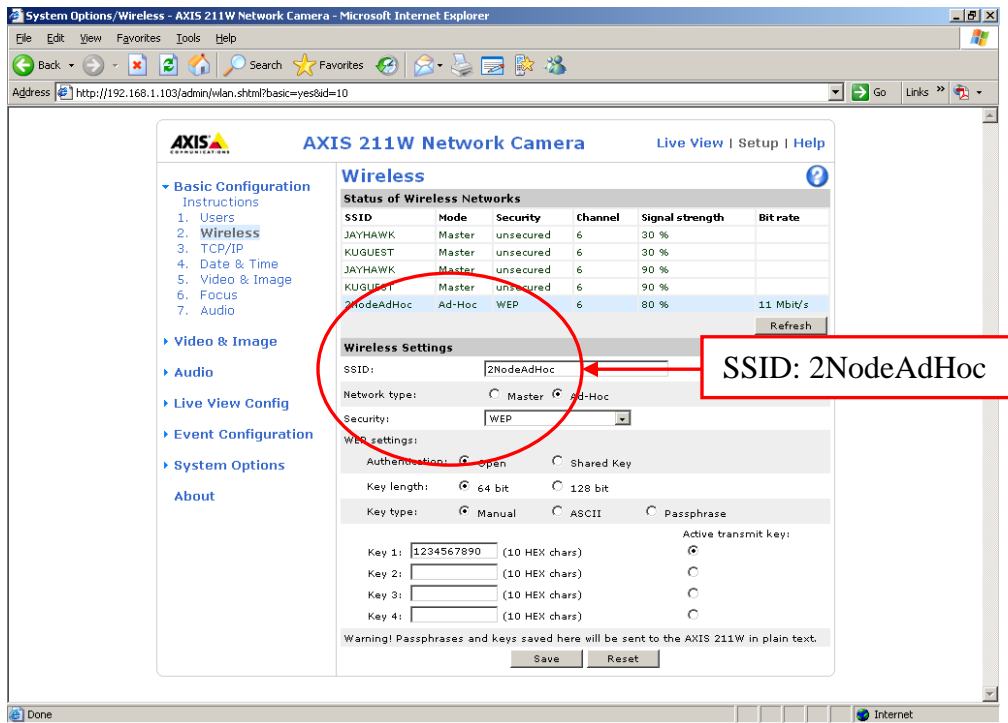 System Options/Wireless - AXIS 211W Network Camera - Microsoft Internet Explorer
File Edit View Favorites Tools Help
Back Search Favorites
Address http://192.168.1.103/admin/wlan.shtml?basic=yes&id=10 Go Links »
AXIS COMMUNICATIONS AXIS 211W Network Camera Live View | Setup | Help
Basic Configuration
Instructions
1. Users
2. Wireless
3. TCP/IP
4. Date & Time
5. Video & Image
6. Focus
7. Audio
Video & Image
Audio
Live View Config
Event Configuration
System Options
About
Wireless ?
Status of Wireless Networks
SSID Mode Security Channel Signal strength Bit rate
JAYHAWK Master unsecured 6 30 %
KUGUEST Master unsecured 6 30 %
JAYHAWK Master unsecured 6 90 %
KUGUEST Master unsecured 6 90 %
2NodeAdHoc Ad-Hoc WEP 6 80 % 11 Mbit/s
Refresh
Wireless Settings
SSID: 2NodeAdHoc
SSID: 2NodeAdHoc
Network type: Master Ad-Hoc
Security: WEP
WEP settings:
Authentication: Open Shared Key
Key length: 64 bit 128 bit
Key type: Manual ASCII Passphrase
Active transmit key:
Key 1: 1234567890 (10 HEX chars)
Key 2: (10 HEX chars)
Key 3: (10 HEX chars)
Key 4: (10 HEX chars)
Warning! Passphrases and keys saved here will be sent to the AXIS 211W in plain text.
Save Reset
Done Internet